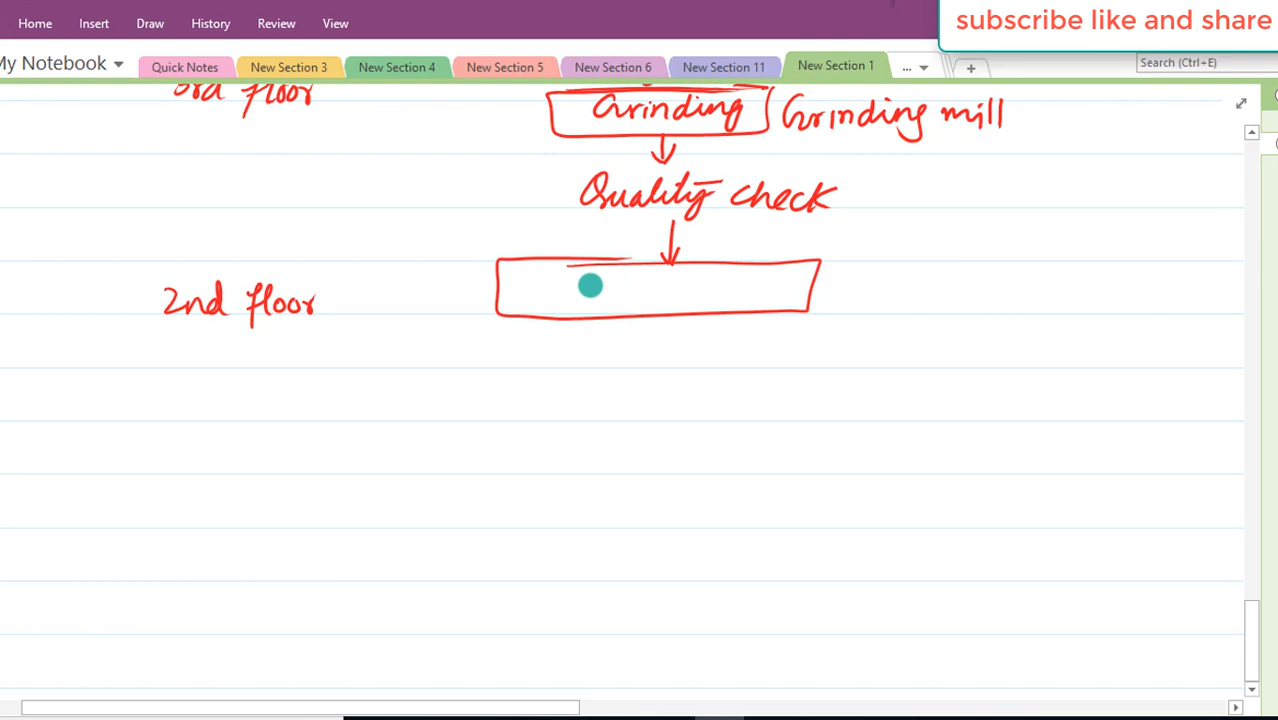 Home Insert Draw History Review View
subscribe like and share
My Notebook Quick Notes New Section 3 New Section 4 New Section 5 New Section 6 New Section 11 New Section 1 ... + Search (Ctrl+E)
3rd floor Grinding Grinding mill
Quality check
2nd floor